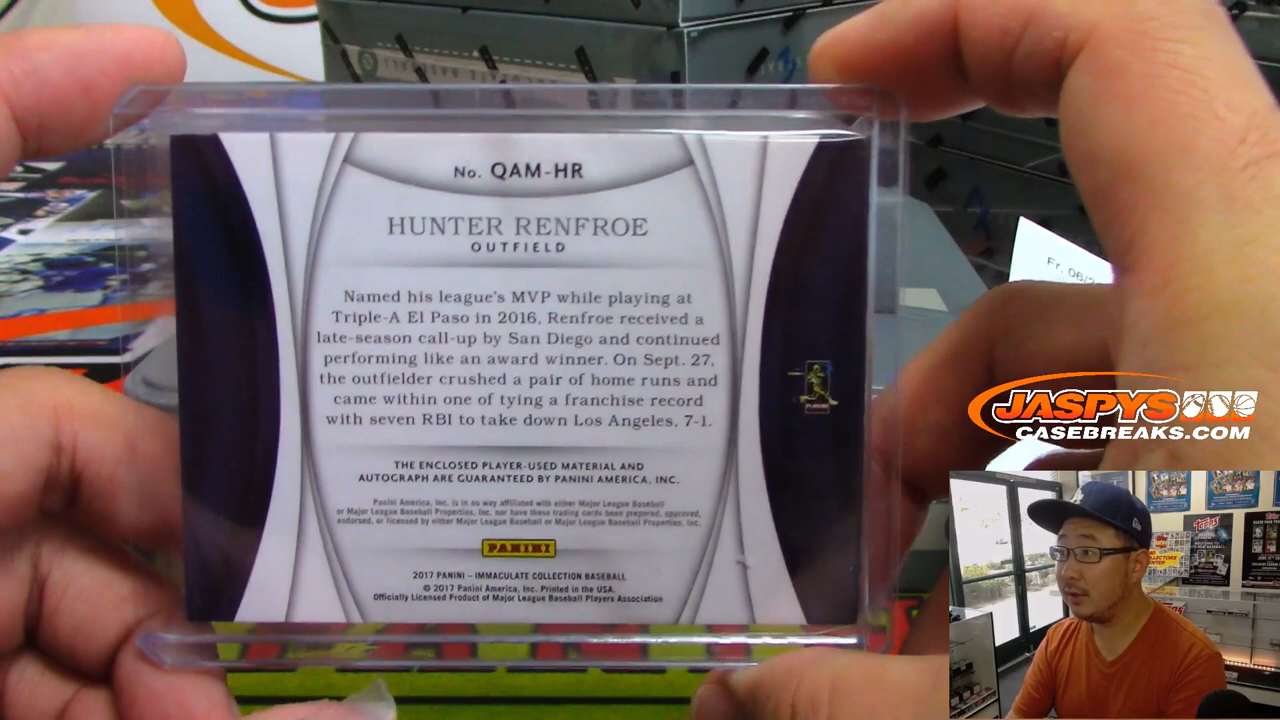 No. QAM-HR
HUNTER RENFROE
OUTFIELD
Named his league's MVP while playing at
Triple-A El Paso in 2016, Renfroe received a
late-season call-up by San Diego and continued
performing like an award winner. On Sept. 27,
the outfielder crushed a pair of home runs and
came within one of tying a franchise record
with seven RBI to take down Los Angeles, 7-1.
THE ENCLOSED PLAYER-USED MATERIAL AND
AUTOGRAPH ARE GUARANTEED BY PANINI AMERICA, INC.
Panini America, Inc. is in no way affiliated with either Major League Baseball
or Major League Baseball Properties, Inc. nor have these trading cards been prepared, approved,
endorsed, or licensed by either Major League Baseball or Major League Baseball Properties, Inc.
PANINI
2017 PANINI – IMMACULATE COLLECTION BASEBALL
© 2017 Panini America, Inc. Printed in the USA.
Officially Licensed Product of Major League Baseball Players Association
Fr. 08/2
JASPYS
CASEBREAKS.COM
Topps